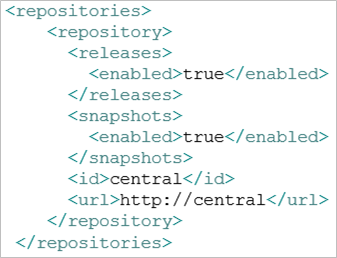 <repositories>
    <repository>
      <releases>
        <enabled>true</enabled>
      </releases>
      <snapshots>
        <enabled>true</enabled>
      </snapshots>
      <id>central</id>
      <url>http://central</url>
    </repository>
 </repositories>